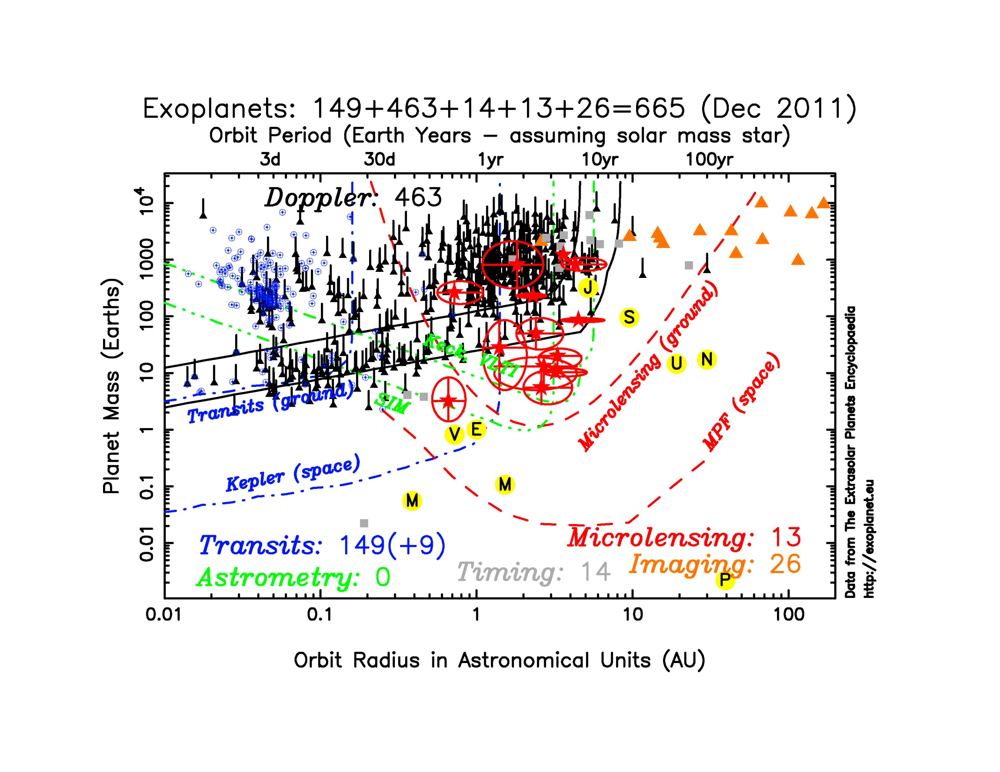 Exoplanets: 149+463+14+13+26=665 (Dec 2011)
Orbit Period (Earth Years − assuming solar mass star)
3d 30d 1yr 10yr 100yr
Doppler: 463
Planet Mass (Earths)
10⁴
1000
100
10
1
0.1
0.01
J
S
U
N
V
E
M
M
P
Keck, VLTI
SIM
Transits (ground)
Kepler (space)
Microlensing (ground)
MPF (space)
Transits: 149(+9)
Astrometry: 0
Timing: 14
Microlensing: 13
Imaging: 26
0.01 0.1 1 10 100
Orbit Radius in Astronomical Units (AU)
Data from The Extrasolar Planets Encyclopaedia
http://exoplanet.eu